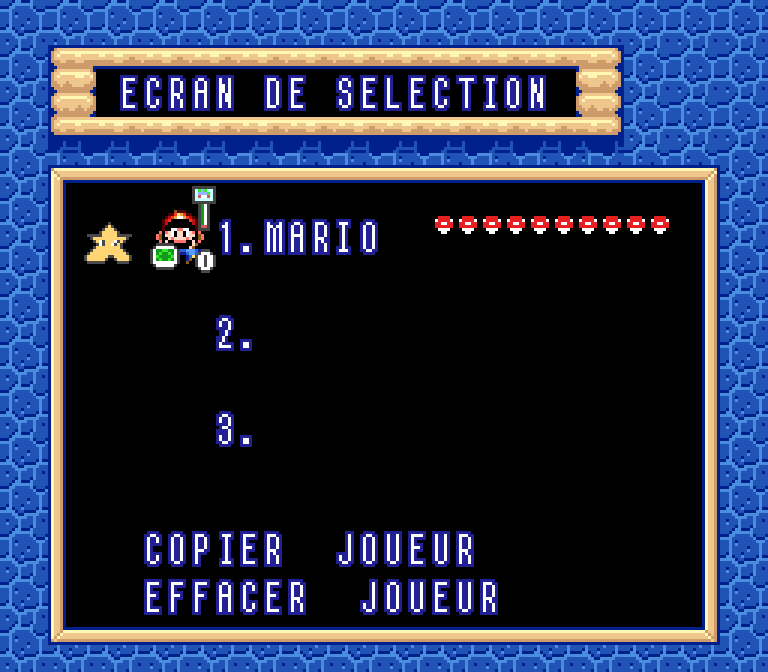 ECRAN DE SELECTION
1.MARIO
2.
3.
COPIER JOUEUR
EFFACER JOUEUR